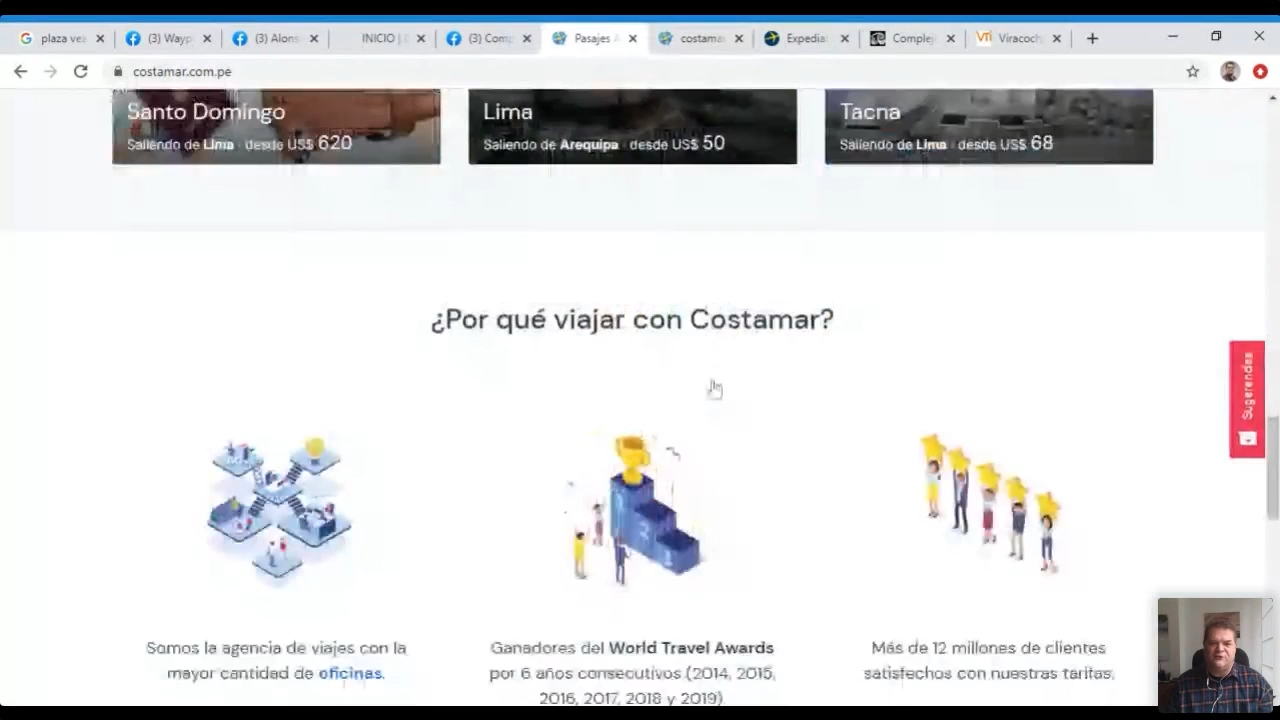 plaza vea
(3) Wayp
(3) Alons
INICIO |
(3) Comp
Pasajes A
costama
Expedia
Complej
Viracoch
costamar.com.pe
Santo Domingo
Saliendo de Lima · desde US$ 620
Lima
Saliendo de Arequipa · desde US$ 50
Tacna
Saliendo de Lima · desde US$ 68
¿Por qué viajar con Costamar?
Sugerencias
Somos la agencia de viajes con la
mayor cantidad de oficinas.
Ganadores del World Travel Awards
por 6 años consecutivos (2014, 2015,
2016, 2017, 2018 y 2019)
Más de 12 millones de clientes
satisfechos con nuestras tarifas.